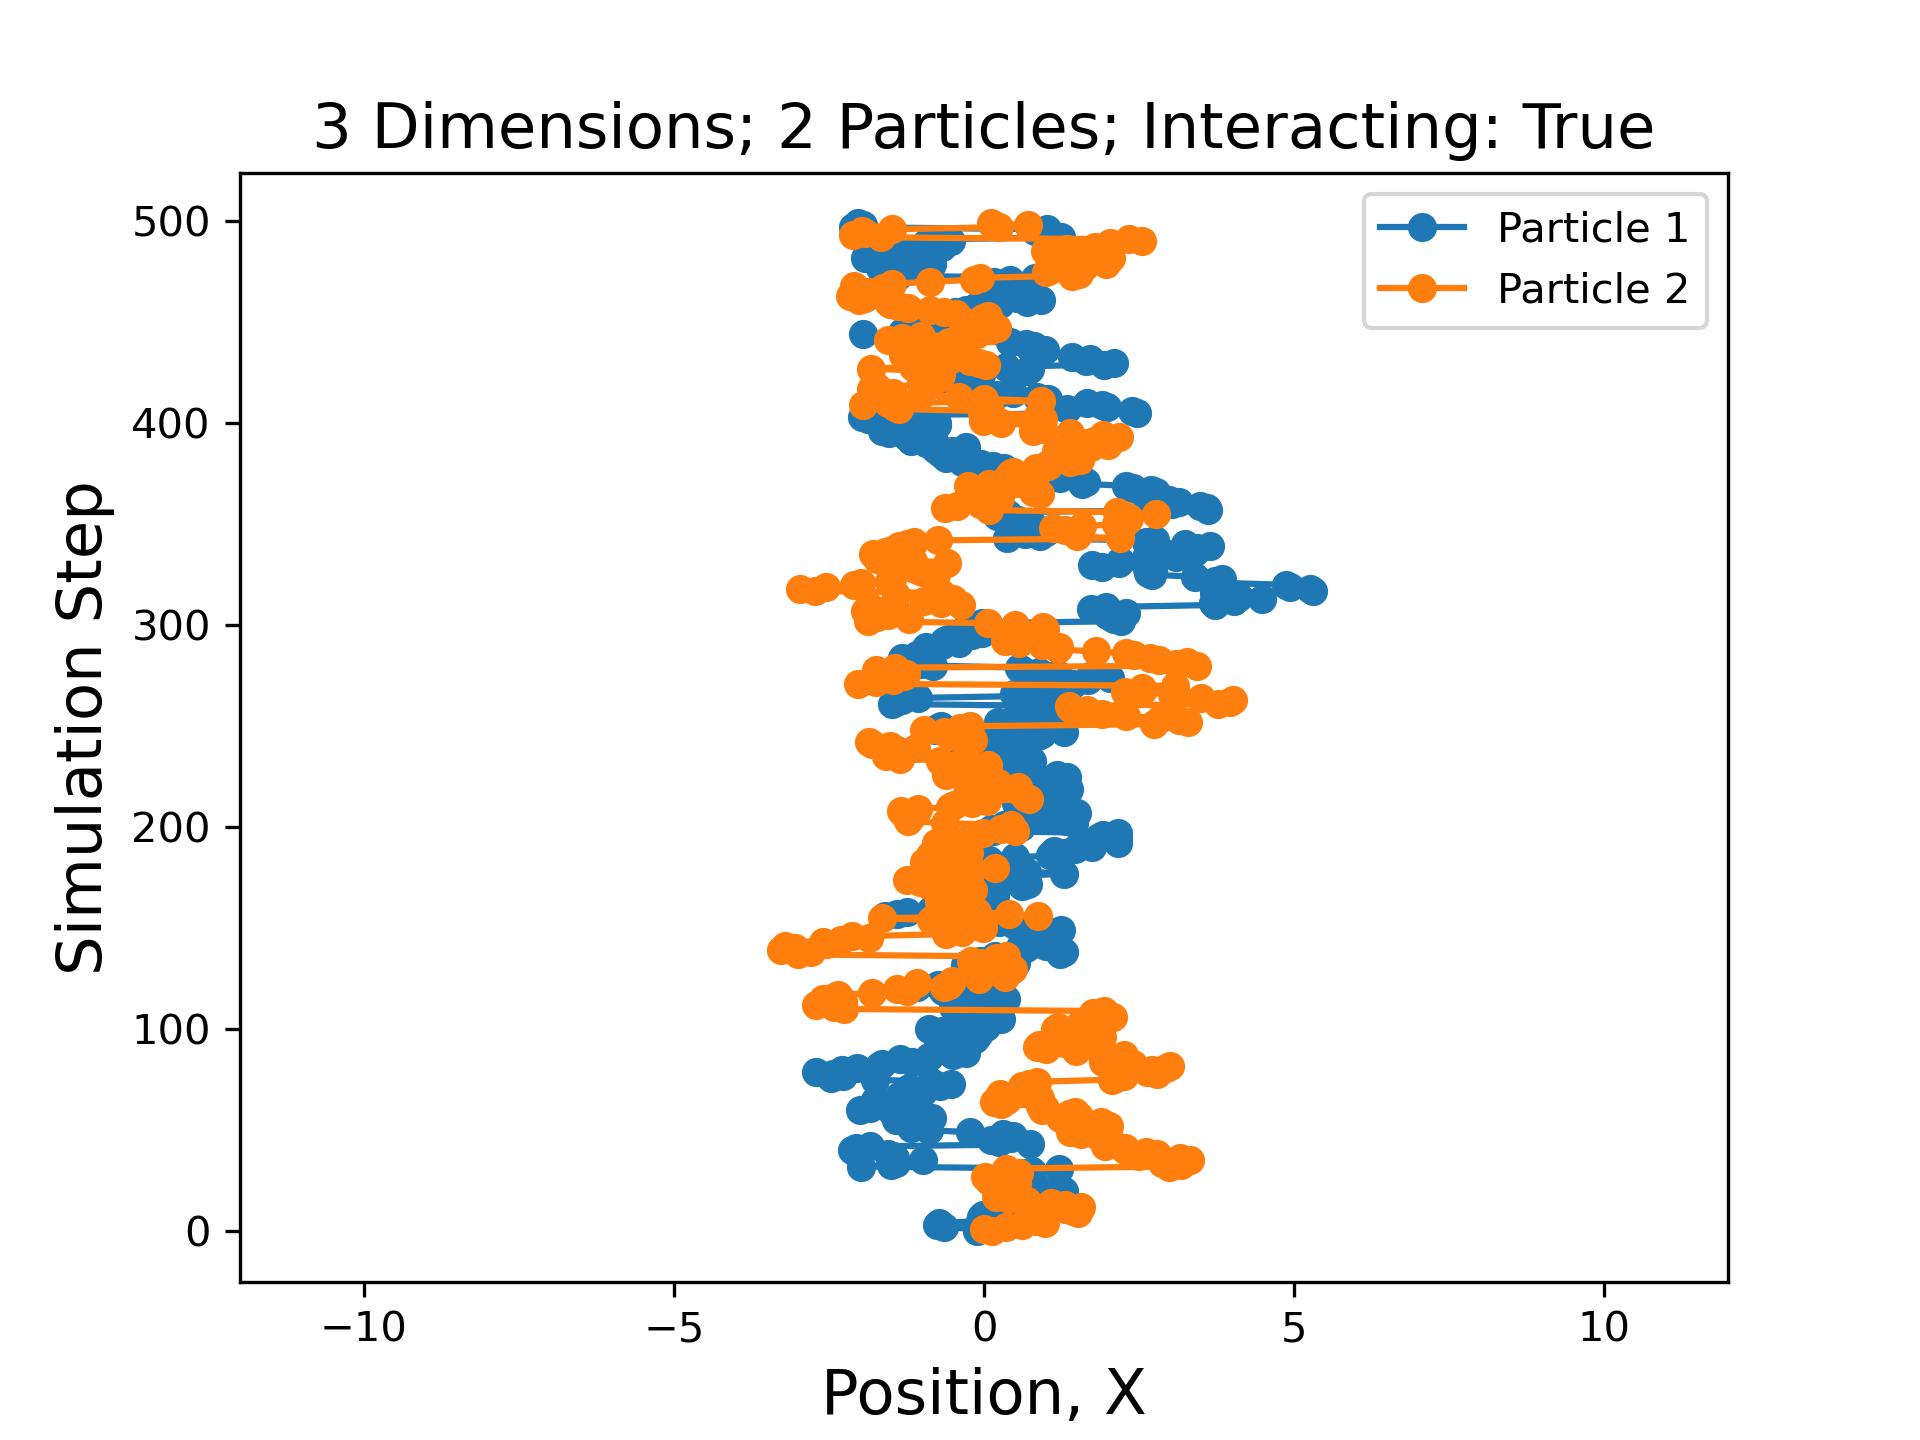 3 Dimensions; 2 Particles; Interacting: True
Particle 1
Particle 2
Simulation Step
500
400
300
200
100
0
−10
−5
0
5
10
Position, X